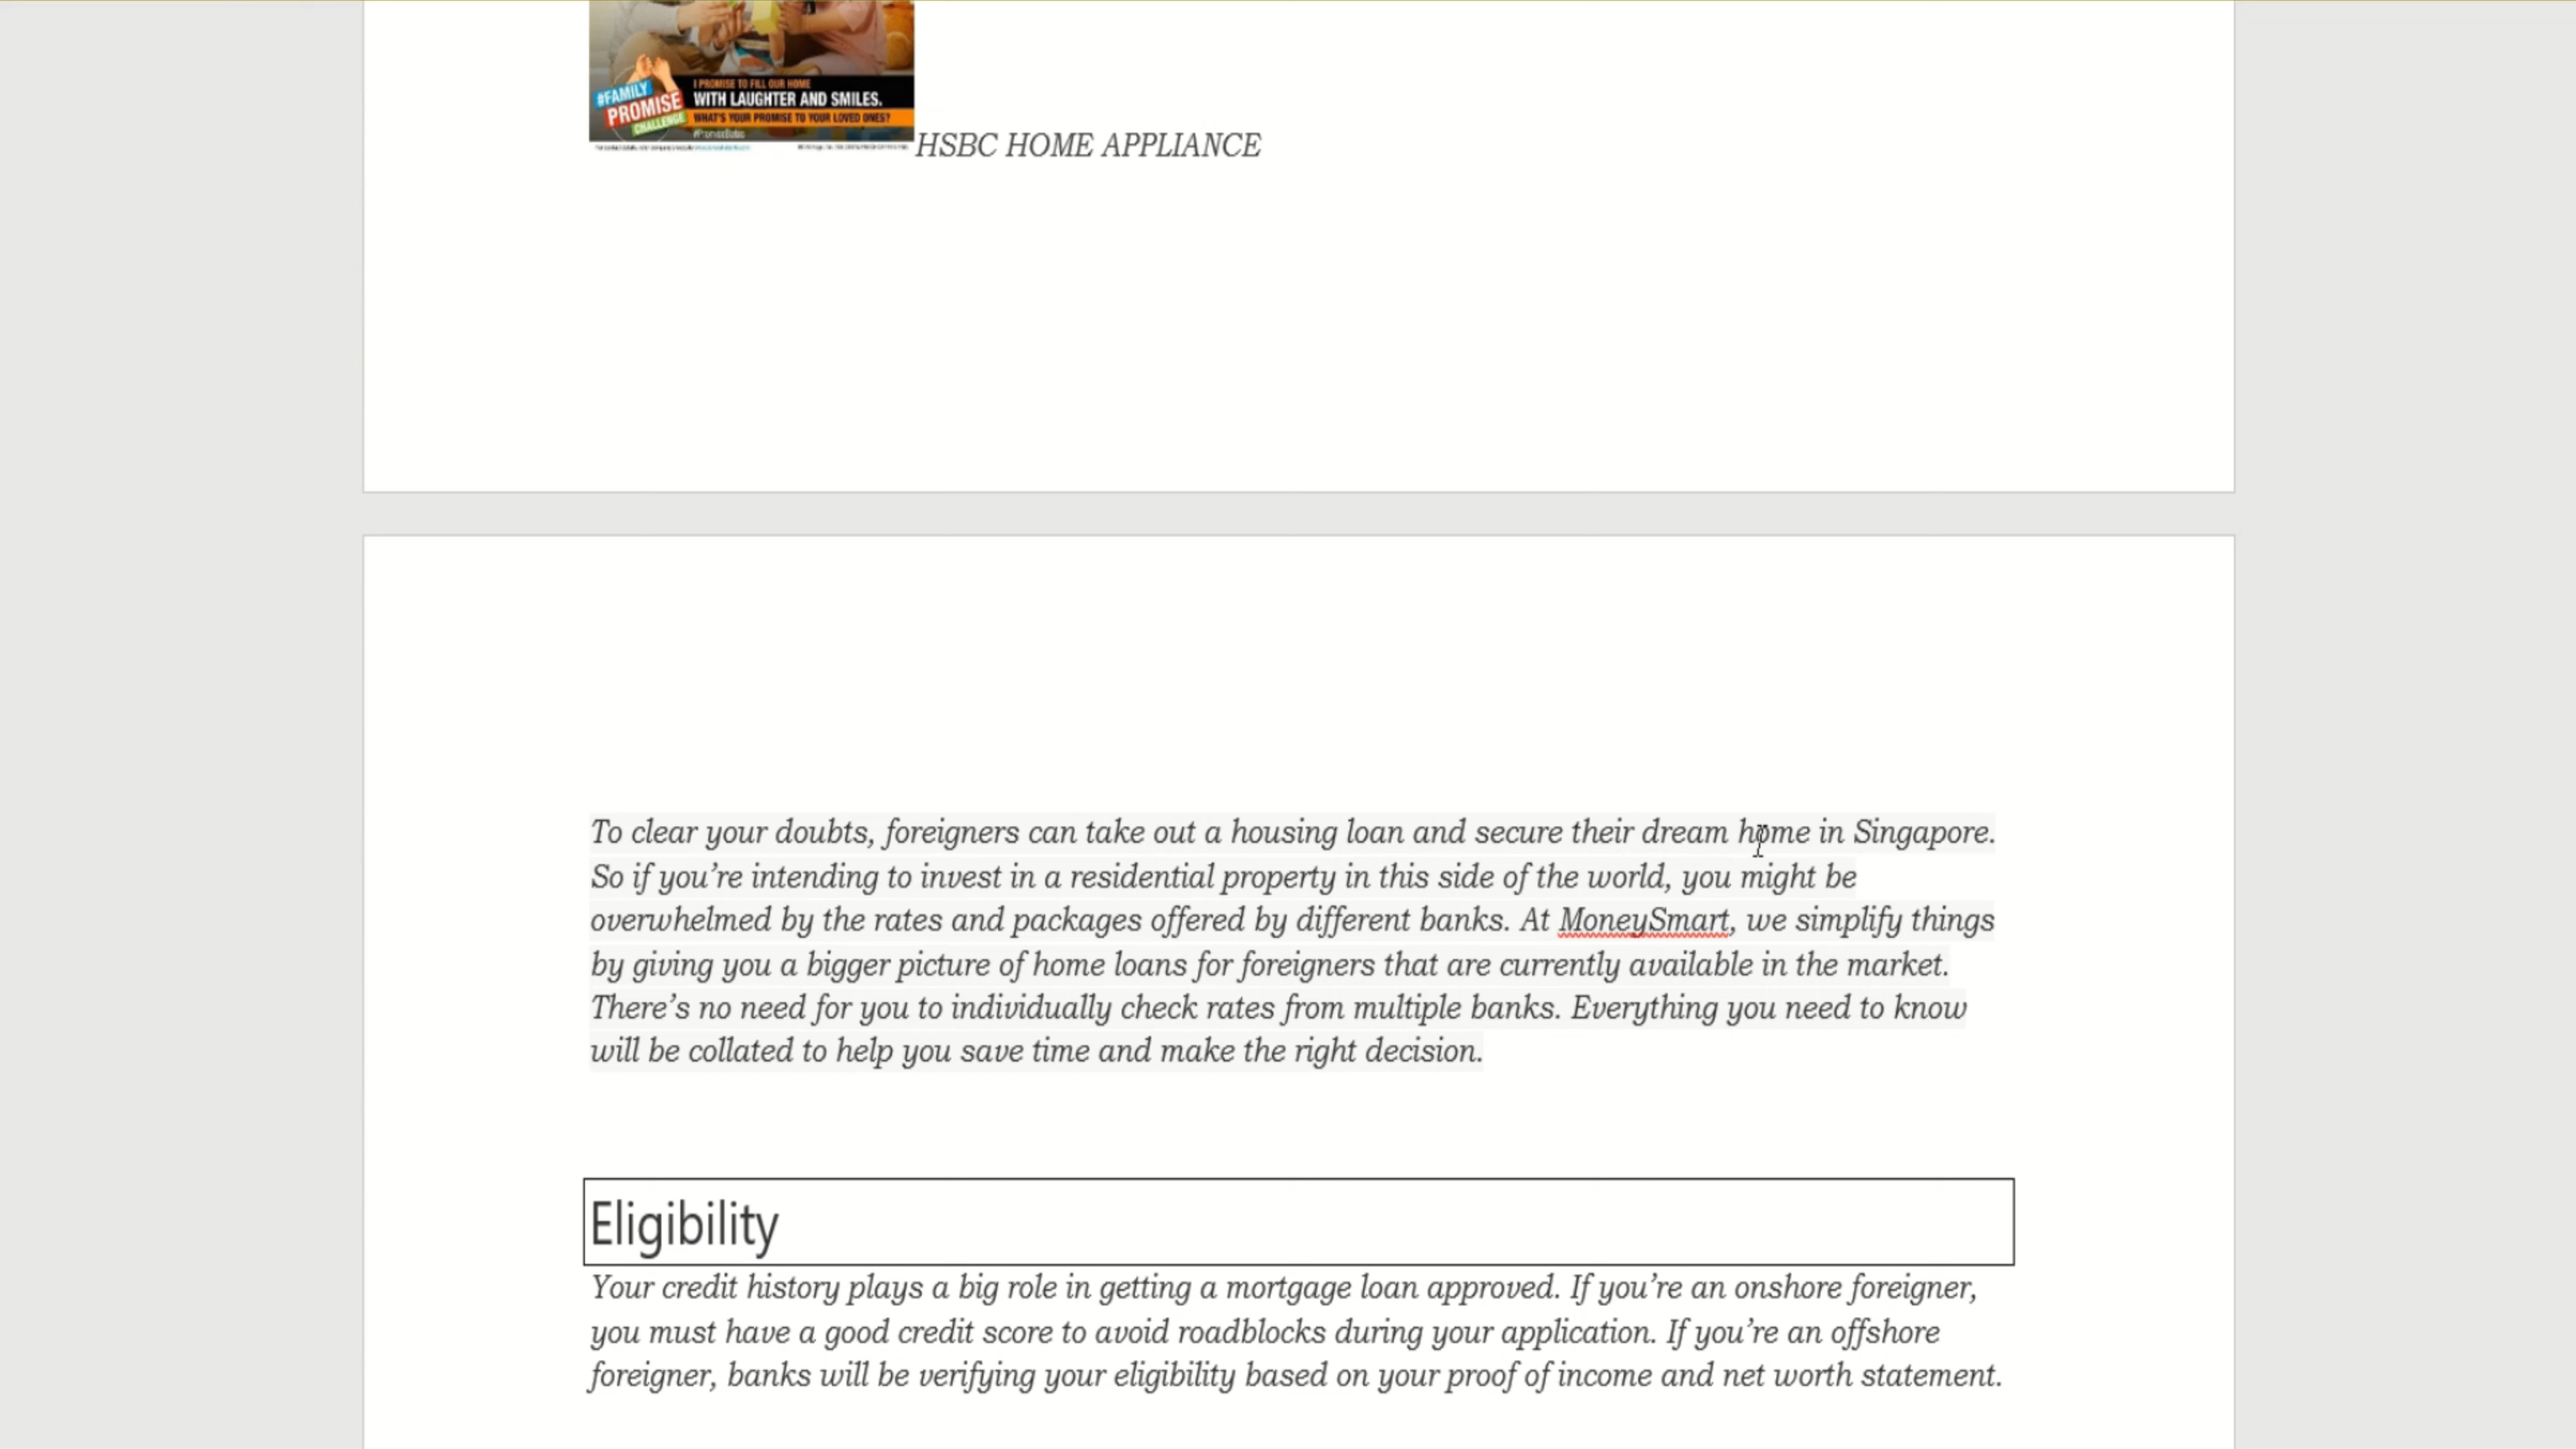 #FAMILY
PROMISE
CHALLENGE
I PROMISE TO FILL OUR HOME
WITH LAUGHTER AND SMILES.
WHAT'S YOUR PROMISE TO YOUR LOVED ONES?
HSBC HOME APPLIANCE
To clear your doubts, foreigners can take out a housing loan and secure their dream home in Singapore.
So if you’re intending to invest in a residential property in this side of the world, you might be
overwhelmed by the rates and packages offered by different banks. At MoneySmart, we simplify things
by giving you a bigger picture of home loans for foreigners that are currently available in the market.
There’s no need for you to individually check rates from multiple banks. Everything you need to know
will be collated to help you save time and make the right decision.
Eligibility
Your credit history plays a big role in getting a mortgage loan approved. If you’re an onshore foreigner,
you must have a good credit score to avoid roadblocks during your application. If you’re an offshore
foreigner, banks will be verifying your eligibility based on your proof of income and net worth statement.